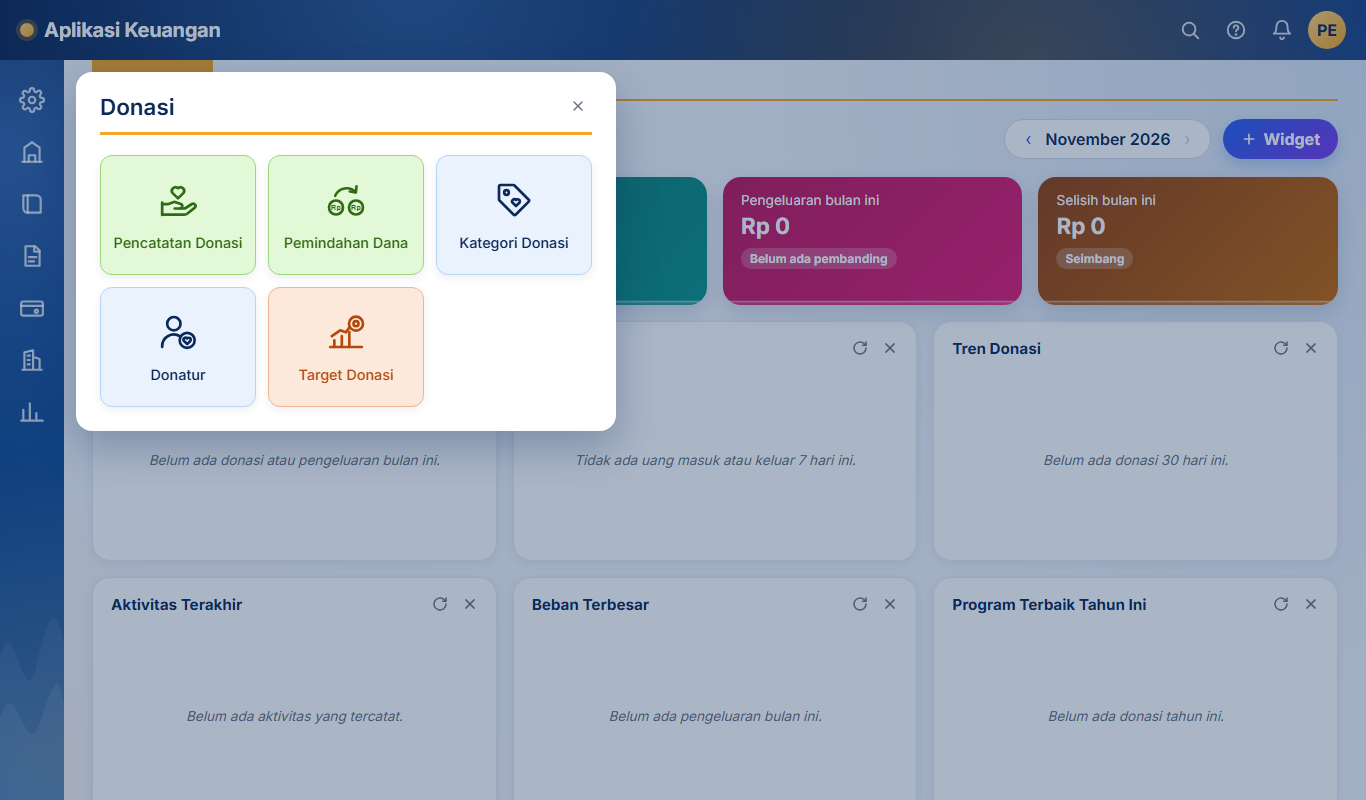 Aplikasi Keuangan
PE
Donasi
Pencatatan Donasi
Rp Rp
Pemindahan Dana
Kategori Donasi
Donatur
Target Donasi
November 2026
+ Widget
Pengeluaran bulan ini
Rp 0
Belum ada pembanding
Selisih bulan ini
Rp 0
Seimbang
Tren Donasi
Belum ada donasi atau pengeluaran bulan ini.
Tidak ada uang masuk atau keluar 7 hari ini.
Belum ada donasi 30 hari ini.
Aktivitas Terakhir
Beban Terbesar
Program Terbaik Tahun Ini
Belum ada aktivitas yang tercatat.
Belum ada pengeluaran bulan ini.
Belum ada donasi tahun ini.